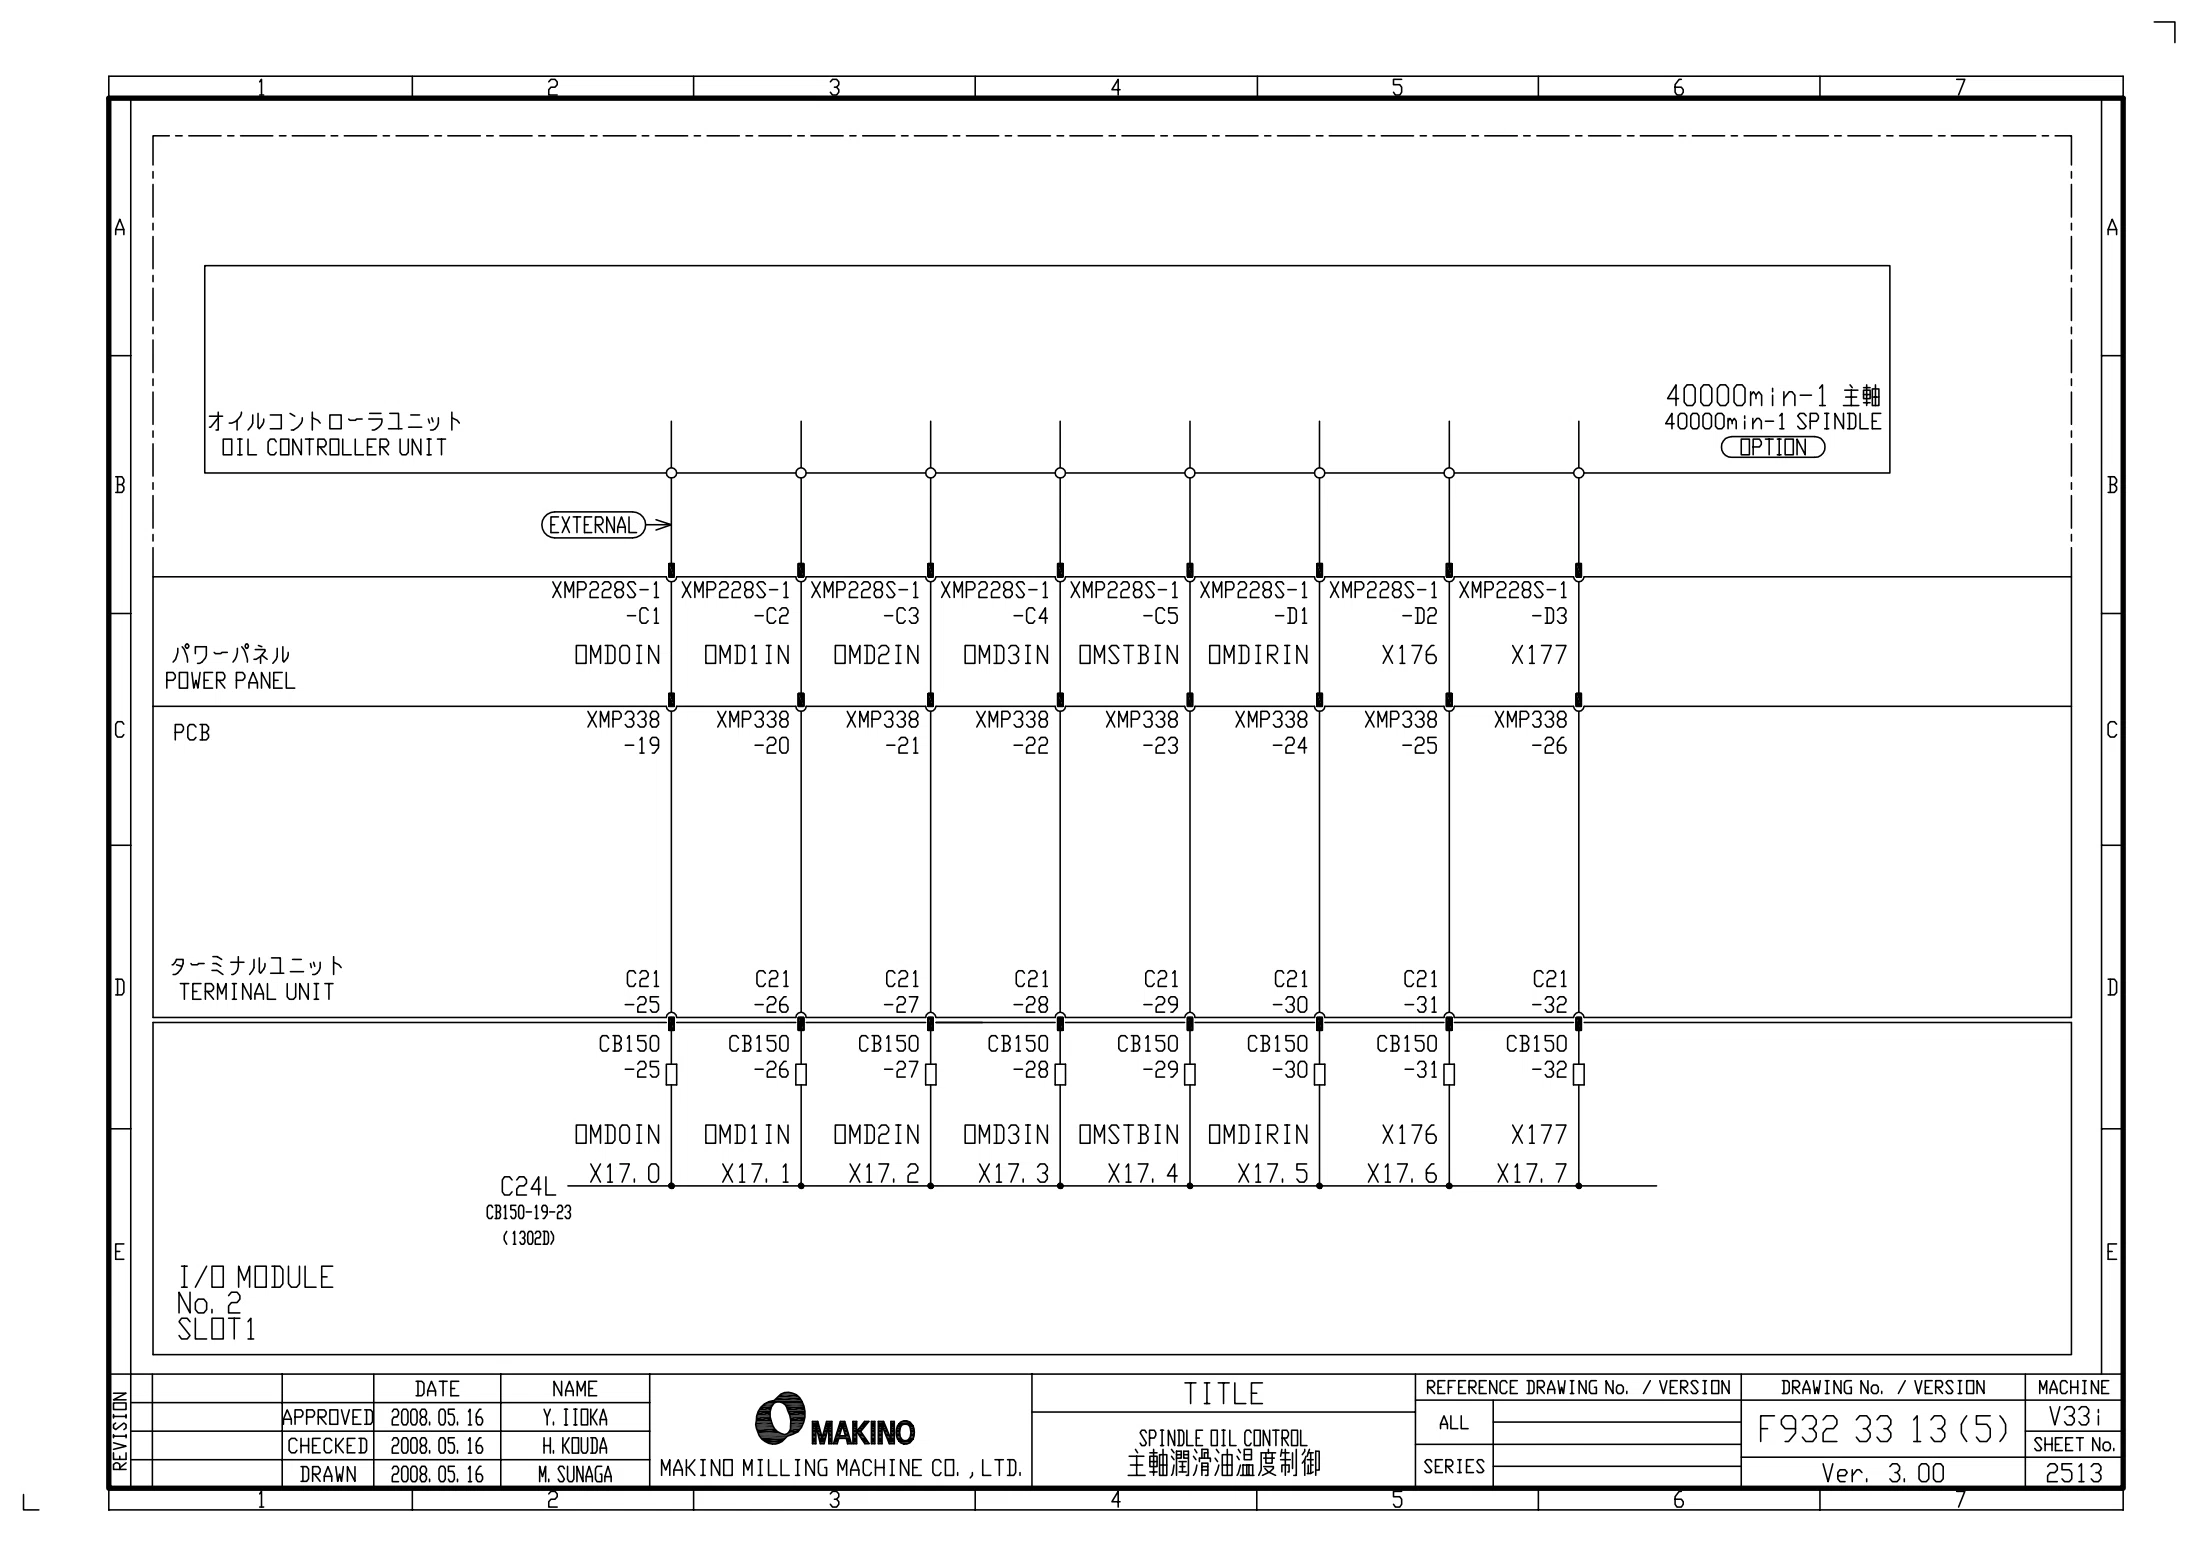 1 2 3 4 5 6 7
A A
40000min-1 主軸
オイルコントローラユニット 40000min-1 SPINDLE
OIL CONTROLLER UNIT OPTION
B B
EXTERNAL
XMP228S-1 XMP228S-1 XMP228S-1 XMP228S-1 XMP228S-1 XMP228S-1 XMP228S-1 XMP228S-1
-C1 -C2 -C3 -C4 -C5 -D1 -D2 -D3
パワーパネル OMD0IN OMD1IN OMD2IN OMD3IN OMSTBIN OMDIRIN X176 X177
POWER PANEL
XMP338 XMP338 XMP338 XMP338 XMP338 XMP338 XMP338 XMP338
C PCB C
-19 -20 -21 -22 -23 -24 -25 -26
ターミナルユニット C21 C21 C21 C21 C21 C21 C21 C21
D TERMINAL UNIT D
-25 -26 -27 -28 -29 -30 -31 -32
CB150 CB150 CB150 CB150 CB150 CB150 CB150 CB150
-25 -26 -27 -28 -29 -30 -31 -32
OMD0IN OMD1IN OMD2IN OMD3IN OMSTBIN OMDIRIN X176 X177
X17.0 X17.1 X17.2 X17.3 X17.4 X17.5 X17.6 X17.7
C24L
CB150-19-23
(1302D)
E E
I/O MODULE
No. 2
SLOT1
REVISION
DATE NAME
APPROVED 2008.05.16 Y. IIOKA
CHECKED 2008.05.16 H. KOUDA
DRAWN 2008.05.16 M. SUNAGA
MAKINO
MAKINO MILLING MACHINE CO.,LTD.
TITLE
SPINDLE OIL CONTROL
主軸潤滑油温度制御
REFERENCE DRAWING No. / VERSION
ALL
SERIES
DRAWING No. / VERSION
F932 33 13(5)
Ver. 3.00
MACHINE
V33i
SHEET No.
2513
1 2 3 4 5 6 7